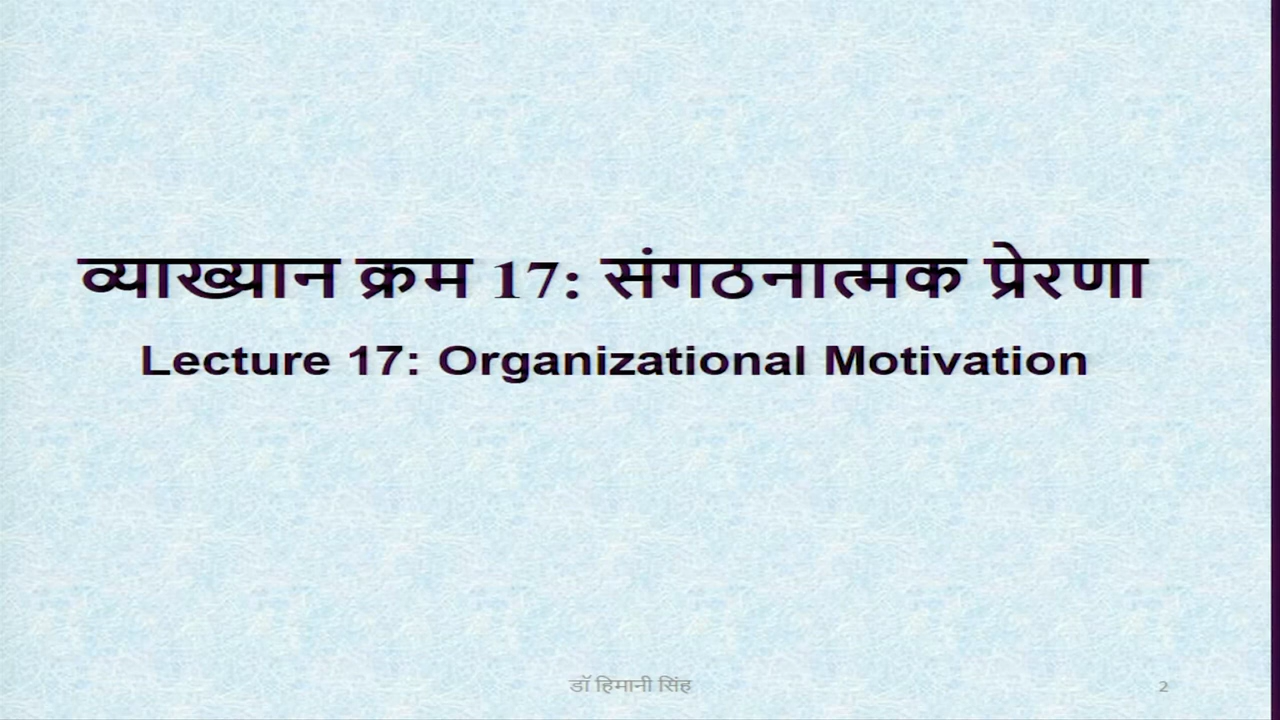 व्याख्यान क्रम 17: संगठनात्मक प्रेरणा
Lecture 17: Organizational Motivation
डॉ हिमानी सिंह
2